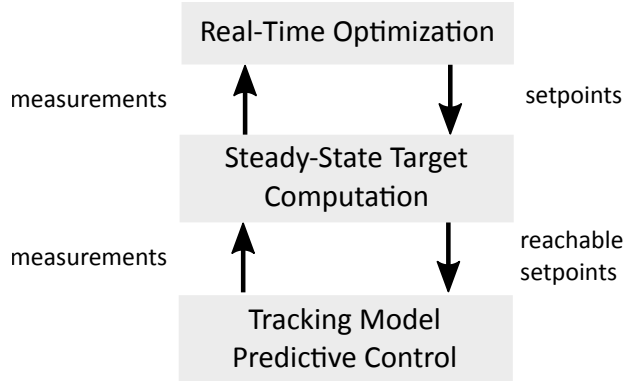 Real-Time Optimization
measurements
setpoints
Steady-State Target
Computation
measurements
reachable
setpoints
Tracking Model
Predictive Control